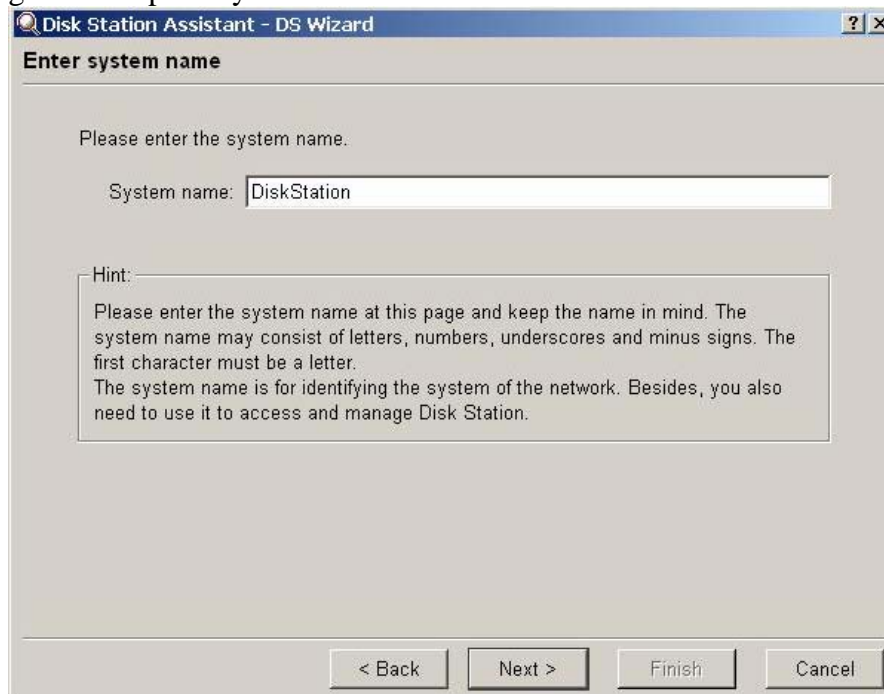 Disk Station Assistant - DS Wizard
Enter system name
Please enter the system name.
System name: DiskStation
Hint:
Please enter the system name at this page and keep the name in mind. The
system name may consist of letters, numbers, underscores and minus signs. The
first character must be a letter.
The system name is for identifying the system of the network. Besides, you also
need to use it to access and manage Disk Station.
< Back Next > Finish Cancel